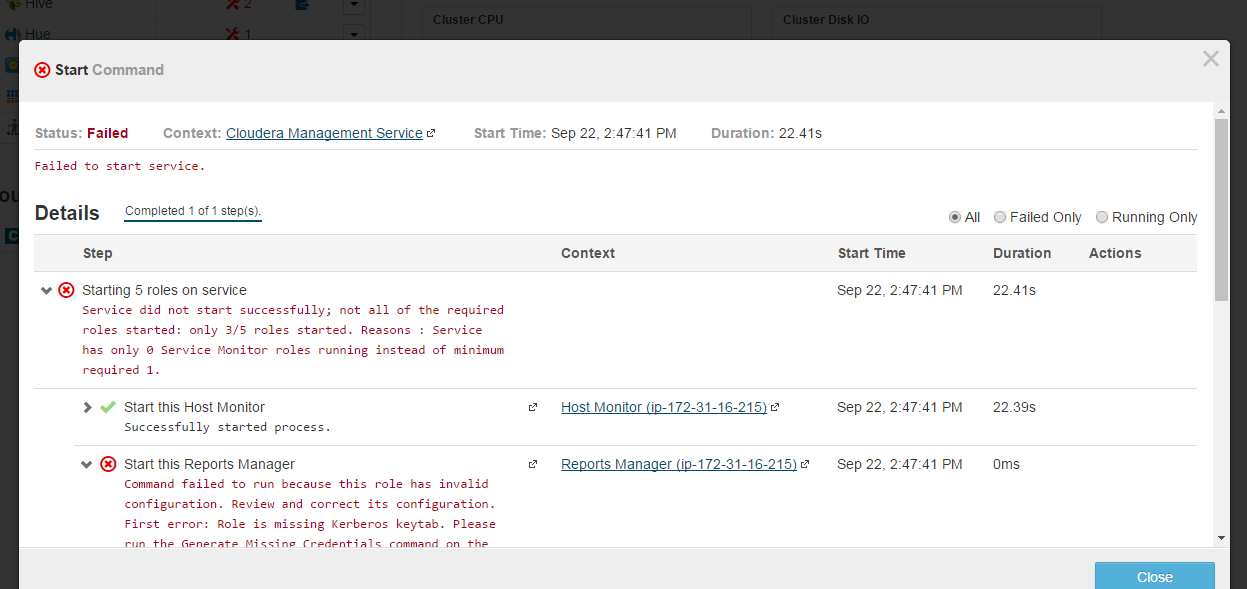 Hive 2
Cluster CPU Cluster Disk IO
Hue 1
Start Command
Status: Failed Context: Cloudera Management Service Start Time: Sep 22, 2:47:41 PM Duration: 22.41s
Failed to start service.
Details Completed 1 of 1 step(s). All Failed Only Running Only
Step Context Start Time Duration Actions
Starting 5 roles on service Sep 22, 2:47:41 PM 22.41s
Service did not start successfully; not all of the required
roles started: only 3/5 roles started. Reasons : Service
has only 0 Service Monitor roles running instead of minimum
required 1.
Start this Host Monitor Host Monitor (ip-172-31-16-215) Sep 22, 2:47:41 PM 22.39s
Successfully started process.
Start this Reports Manager Reports Manager (ip-172-31-16-215) Sep 22, 2:47:41 PM 0ms
Command failed to run because this role has invalid
configuration. Review and correct its configuration.
First error: Role is missing Kerberos keytab. Please
run the Generate Missing Credentials command on the
Close